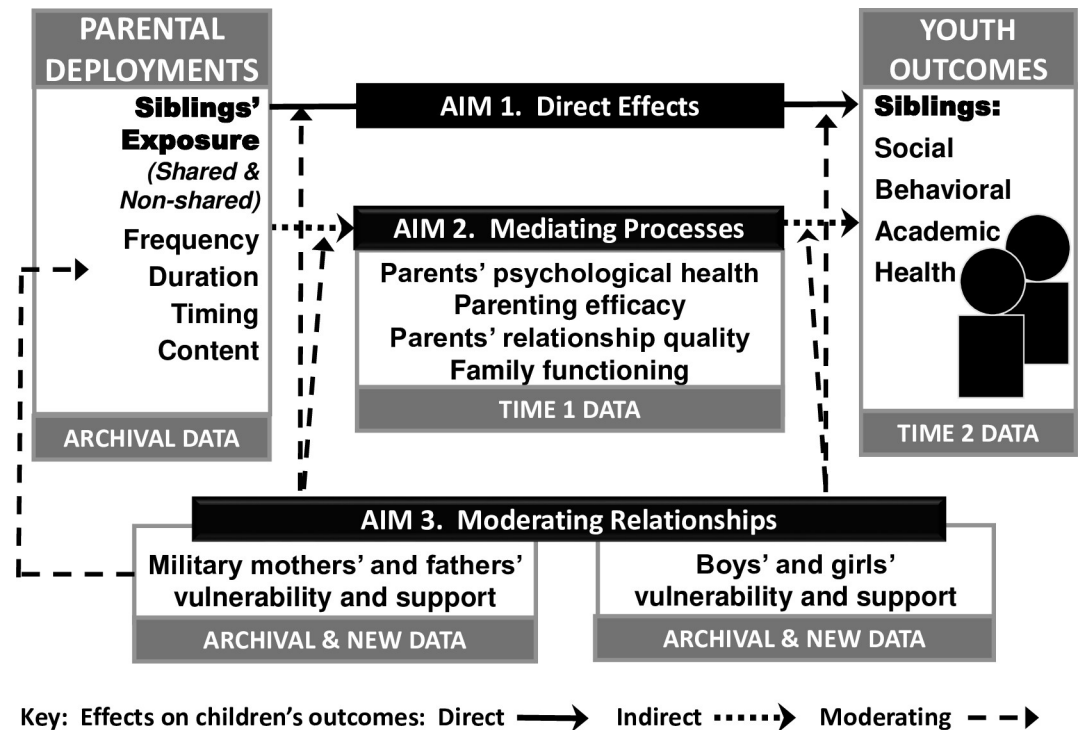 PARENTAL
DEPLOYMENTS
Siblings’
Exposure
(Shared &
Non-shared)
Frequency
Duration
Timing
Content
ARCHIVAL DATA
AIM 1.  Direct Effects
AIM 2.  Mediating Processes
Parents’ psychological health
Parenting efficacy
Parents’ relationship quality
Family functioning
TIME 1 DATA
YOUTH
OUTCOMES
Siblings:
Social
Behavioral
Academic
Health
TIME 2 DATA
AIM 3.  Moderating Relationships
Military mothers’ and fathers’
vulnerability and support
ARCHIVAL & NEW DATA
Boys’ and girls’
vulnerability and support
ARCHIVAL & NEW DATA
Key:  Effects on children’s outcomes:  Direct Indirect Moderating